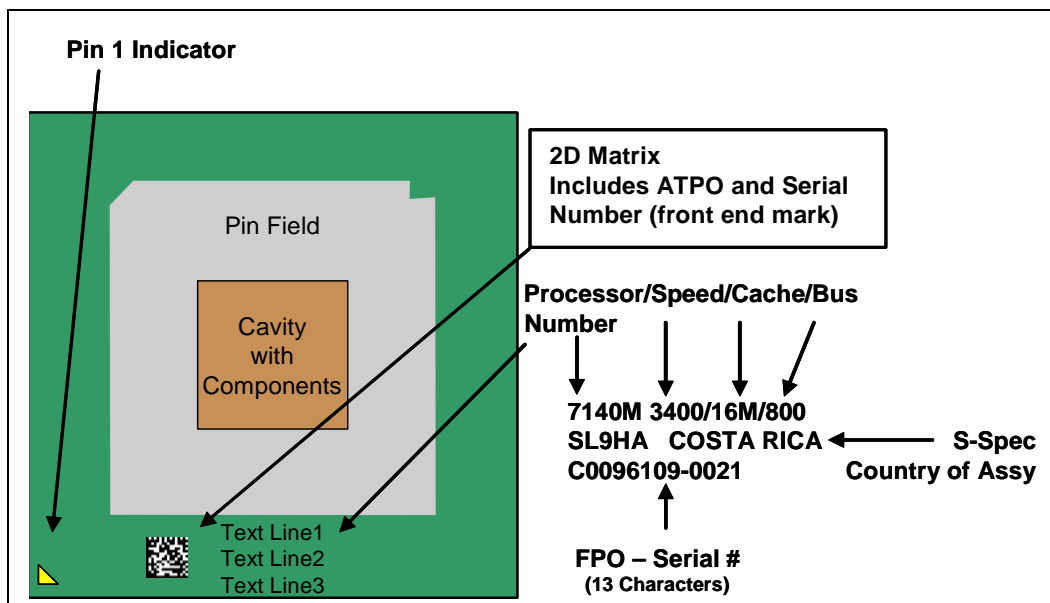 Pin 1 Indicator
2D Matrix
Includes ATPO and Serial
Number (front end mark)
Pin Field
Cavity
with
Components
Processor/Speed/Cache/Bus
Number
7140M 3400/16M/800
SL9HA COSTA RICA
C0096109-0021
S-Spec
Country of Assy
Text Line1
Text Line2
Text Line3
FPO – Serial #
(13 Characters)